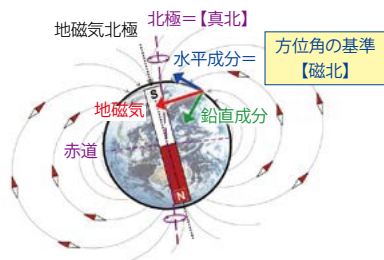 北極＝【真北】
地磁気北極
水平成分＝
方位角の基準
【磁北】
S
地磁気
鉛直成分
赤道
N